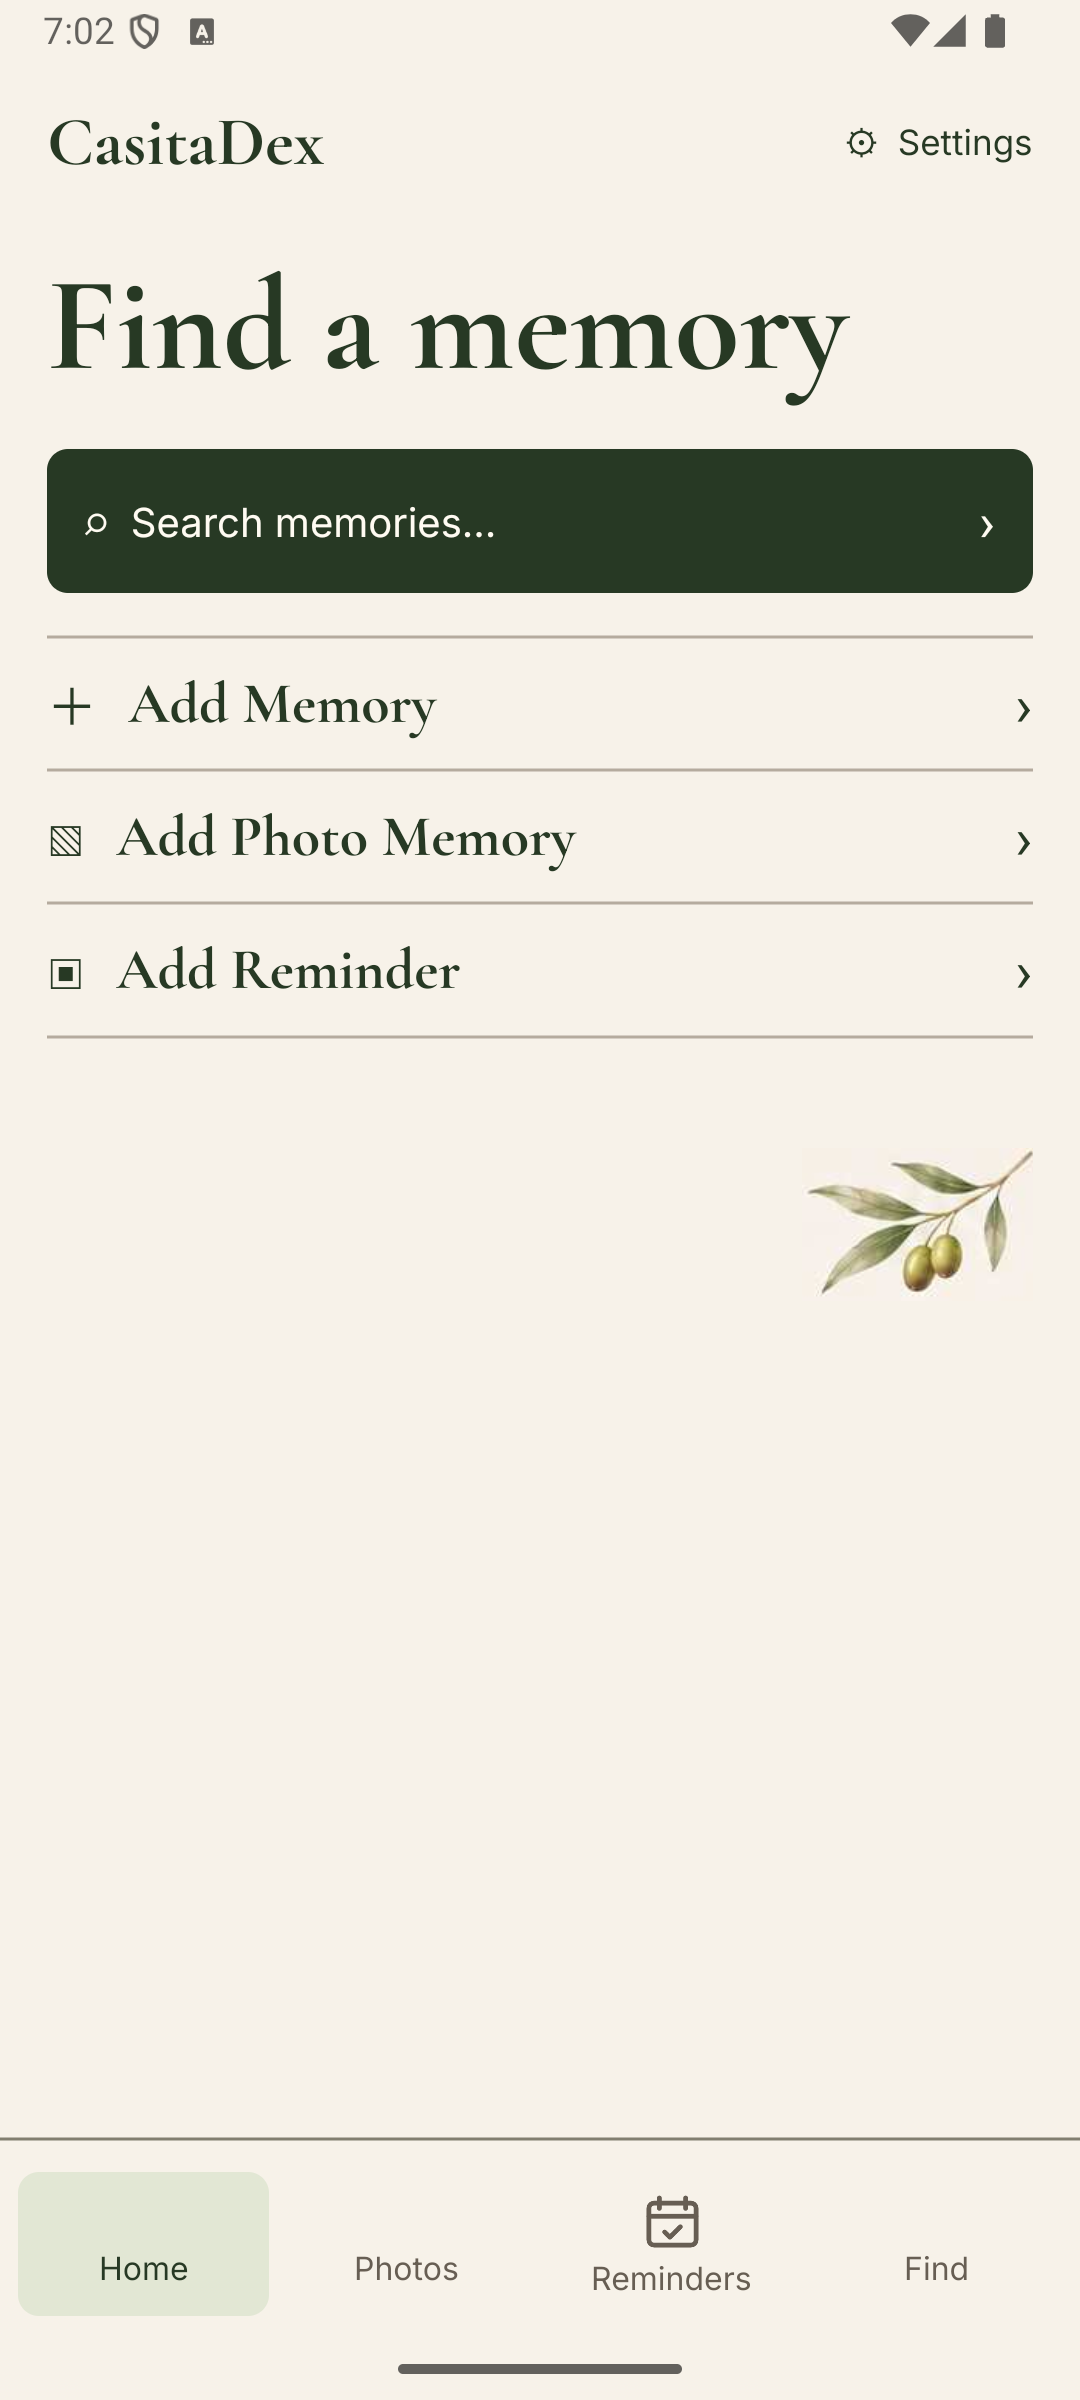 7:02
CasitaDex
Settings
Find a memory
Search memories...
Add Memory
Add Photo Memory
Add Reminder
Home
Photos
Reminders
Find